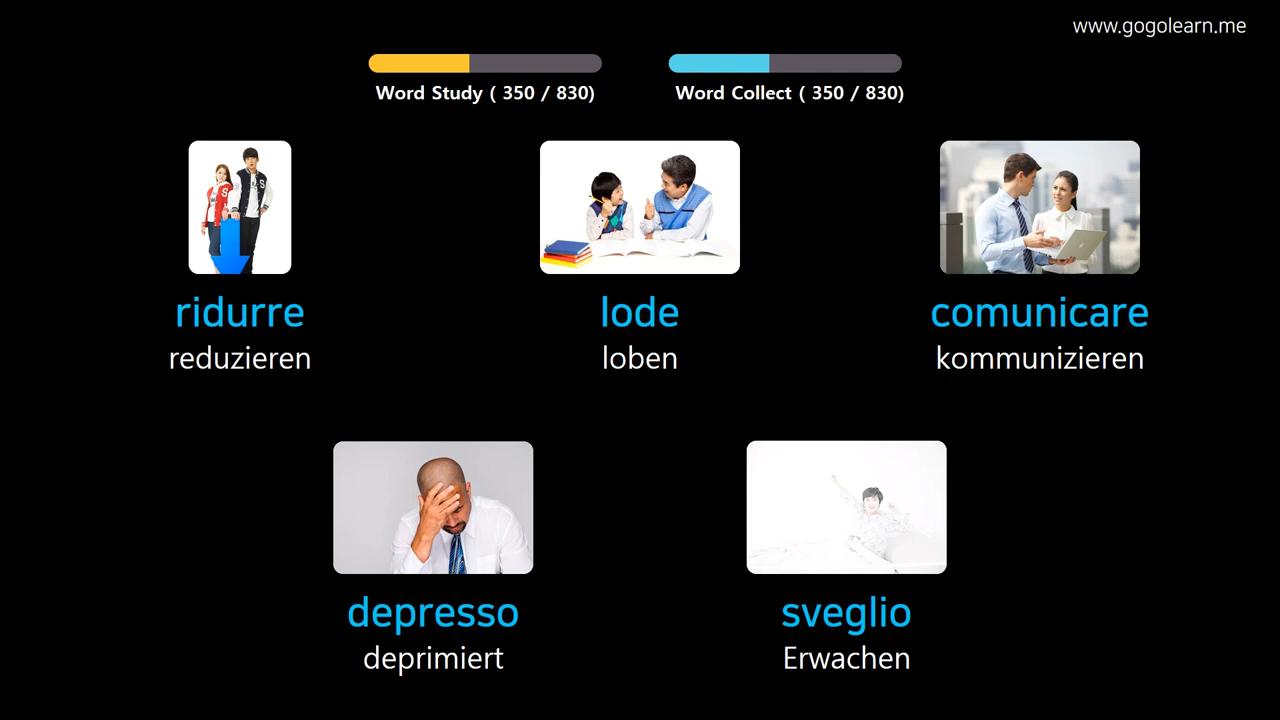 www.gogolearn.me
Word Study ( 350 / 830)
Word Collect ( 350 / 830)
ridurre
reduzieren
lode
loben
comunicare
kommunizieren
depresso
deprimiert
sveglio
Erwachen